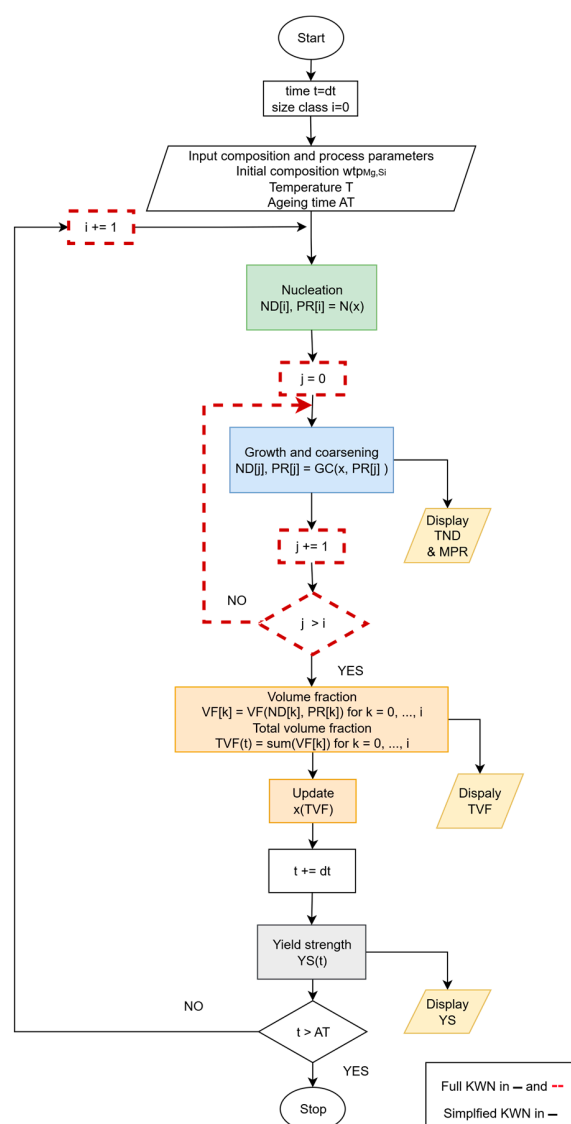 Start
time t=dt
size class i=0
Input composition and process parameters
Initial composition wtpMg,Si
Temperature T
Ageing time AT
i += 1
Nucleation
ND[i], PR[i] = N(x)
j = 0
Growth and coarsening
ND[j], PR[j] = GC(x, PR[j] )
Display
TND
& MPR
j += 1
NO
j > i
YES
Volume fraction
VF[k] = VF(ND[k], PR[k]) for k = 0, ..., i
Total volume fraction
TVF(t) = sum(VF[k]) for k = 0, ..., i
Dispaly
TVF
Update
x(TVF)
t += dt
Yield strength
YS(t)
Display
YS
NO
t > AT
YES
Stop
Full KWN in – and --
Simplfied KWN in –